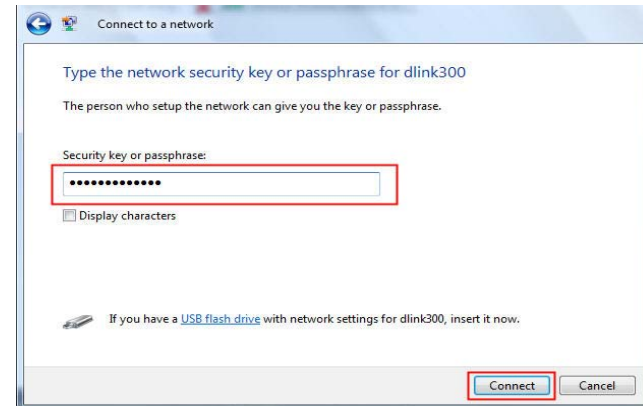 Connect to a network
Type the network security key or passphrase for dlink300
The person who setup the network can give you the key or passphrase.
Security key or passphrase:
•••••••••••••
Display characters
If you have a USB flash drive with network settings for dlink300, insert it now.
Connect Cancel